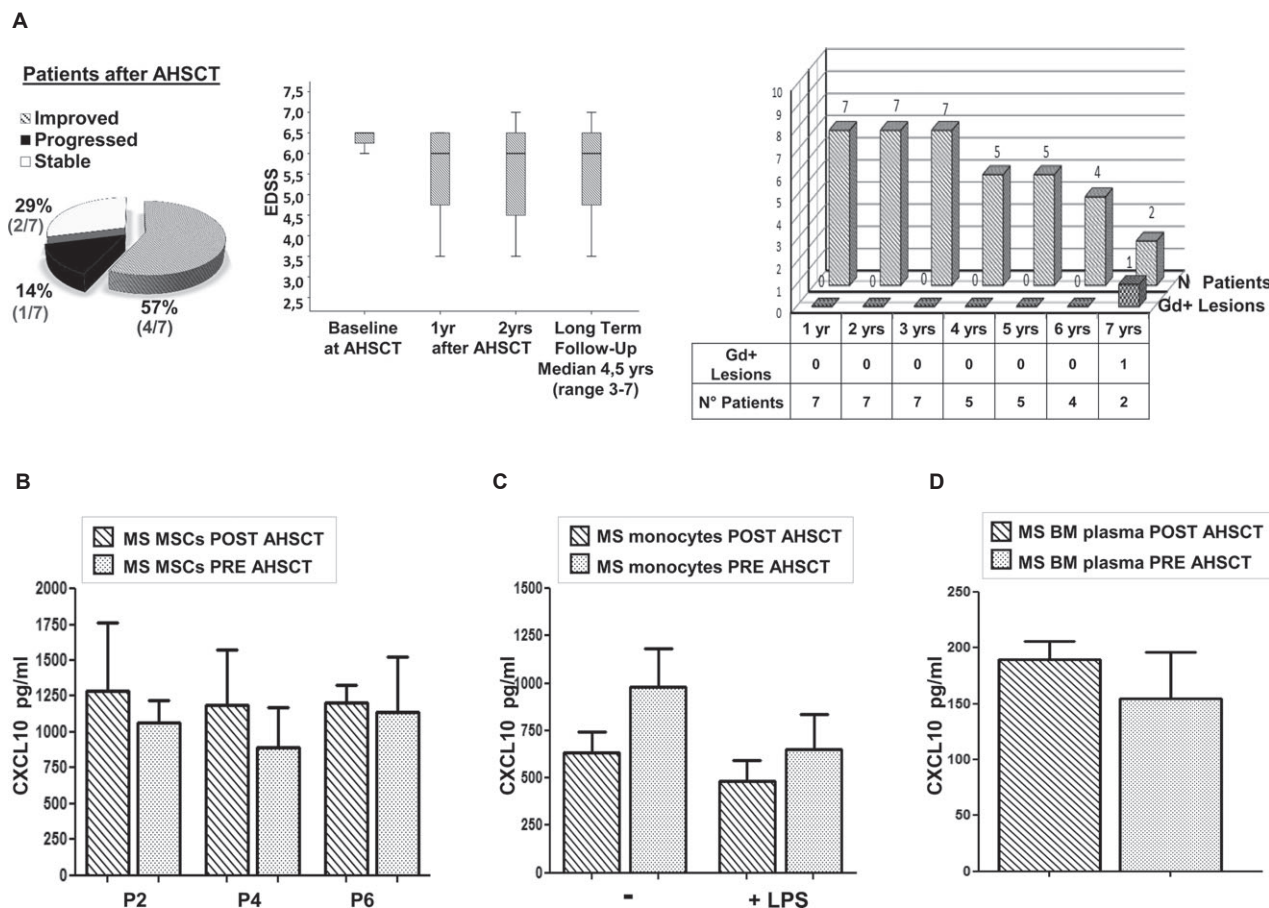 A
Patients after AHSCT
Improved
Progressed
Stable
29%
(2/7)
14%
(1/7)
57%
(4/7)
EDSS
7,5
7,0
6,5
6,0
5,5
5,0
4,5
4,0
3,5
3,0
2,5
Baseline
at AHSCT
1yr
2yrs
after AHSCT
Long Term
Follow-Up
Median 4,5 yrs
(range 3-7)
10
9
8
7
6
5
4
3
2
1
0
7 7 7 5 5 4 2
0 0 0 0 0 0 1
N Patients
Gd+ Lesions
1 yr 2 yrs 3 yrs 4 yrs 5 yrs 6 yrs 7 yrs
Gd+
Lesions
0 0 0 0 0 0 1
N° Patients 7 7 7 5 5 4 2
B
MS MSCs POST AHSCT
MS MSCs PRE AHSCT
CXCL10 pg/ml
2000
1750
1500
1250
1000
750
500
250
0
P2 P4 P6
C
MS monocytes POST AHSCT
MS monocytes PRE AHSCT
CXCL10 pg/ml
1500
1250
1000
750
500
250
0
- + LPS
D
MS BM plasma POST AHSCT
MS BM plasma PRE AHSCT
CXCL10 pg/ml
250
200
150
100
50
0